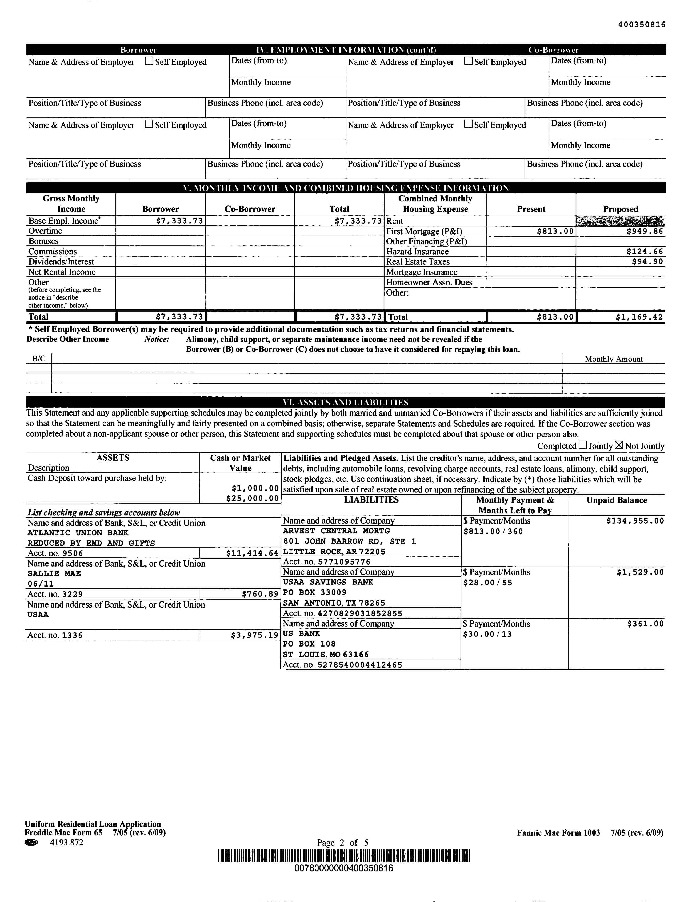 400350816
Borrower IV. EMPLOYMENT INFORMATION (cont'd) Co-Borrower
Name & Address of Employer ☐ Self Employed Dates (from-to) Name & Address of Employer ☐ Self Employed Dates (from-to)
Monthly Income Monthly Income
Position/Title/Type of Business Business Phone (incl. area code) Position/Title/Type of Business Business Phone (incl. area code)
Name & Address of Employer ☐ Self Employed Dates (from-to) Name & Address of Employer ☐ Self Employed Dates (from-to)
Monthly Income Monthly Income
Position/Title/Type of Business Business Phone (incl. area code) Position/Title/Type of Business Business Phone (incl. area code)
V. MONTHLY INCOME AND COMBINED HOUSING EXPENSE INFORMATION
Gross Monthly Income Borrower Co-Borrower Total Combined Monthly Housing Expense Present Proposed
Base Empl. Income* $7,333.73 $7,333.73 Rent
Overtime First Mortgage (P&I) $813.00 $949.86
Bonuses Other Financing (P&I)
Commissions Hazard Insurance $124.66
Dividends/Interest Real Estate Taxes $94.90
Net Rental Income Mortgage Insurance
Other Homeowner Assn. Dues
(before completing, see the Other:
notice in "describe
other income," below)
Total $7,333.73 $7,333.73 Total $813.00 $1,169.42
* Self Employed Borrower(s) may be required to provide additional documentation such as tax returns and financial statements.
Describe Other Income Notice: Alimony, child support, or separate maintenance income need not be revealed if the
Borrower (B) or Co-Borrower (C) does not choose to have it considered for repaying this loan.
B/C Monthly Amount
VI. ASSETS AND LIABILITIES
This Statement and any applicable supporting schedules may be completed jointly by both married and unmarried Co-Borrowers if their assets and liabilities are sufficiently joined
so that the Statement can be meaningfully and fairly presented on a combined basis; otherwise, separate Statements and Schedules are required. If the Co-Borrower section was
completed about a non-applicant spouse or other person, this Statement and supporting schedules must be completed about that spouse or other person also.
Completed ☐ Jointly ☒ Not Jointly
ASSETS Cash or Market Value Liabilities and Pledged Assets. List the creditor's name, address, and account number for all outstanding
Description debts, including automobile loans, revolving charge accounts, real estate loans, alimony, child support,
Cash Deposit toward purchase held by: stock pledges, etc. Use continuation sheet, if necessary. Indicate by (*) those liabilities which will be
$1,000.00 satisfied upon sale of real estate owned or upon refinancing of the subject property.
$25,000.00 LIABILITIES Monthly Payment & Months Left to Pay Unpaid Balance
List checking and savings accounts below
Name and address of Bank, S&L, or Credit Union Name and address of Company $ Payment/Months $134,955.00
ATLANTIC UNION BANK ARVEST CENTRAL MORTG $813.00/360
REDUCED BY EMD AND GIFTS 801 JOHN BARROW RD, STE 1
Acct. no. 9506 $11,414.64 LITTLE ROCK, AR 72205
Acct. no. 5771095776
Name and address of Bank, S&L, or Credit Union Name and address of Company $ Payment/Months $1,529.00
SALLIE MAE USAA SAVINGS BANK $28.00/55
06/11
Acct. no. 3229 $760.89 PO BOX 33009
Name and address of Bank, S&L, or Credit Union SAN ANTONIO, TX 78265
USAA Acct. no. 4270829031852855
Name and address of Company $ Payment/Months $361.00
Acct. no. 1336 $3,975.19 US BANK $30.00/13
PO BOX 108
ST LOUIS, MO 63166
Acct. no. 5278540004412465
Uniform Residential Loan Application
Freddie Mac Form 65 7/05 (rev. 6/09) Fannie Mae Form 1003 7/05 (rev. 6/09)
4193.872 Page 2 of 5
00780000000400350816